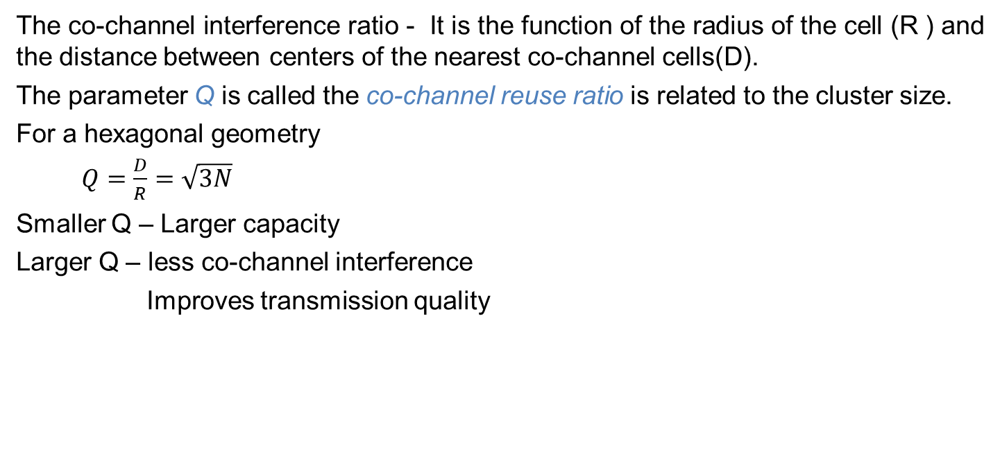 The co-channel interference ratio -  It is the function of the radius of the cell (R ) and
the distance between centers of the nearest co-channel cells(D).
The parameter Q is called the co-channel reuse ratio is related to the cluster size.
For a hexagonal geometry
Q = D/R = √3N
Smaller Q – Larger capacity
Larger Q – less co-channel interference
Improves transmission quality